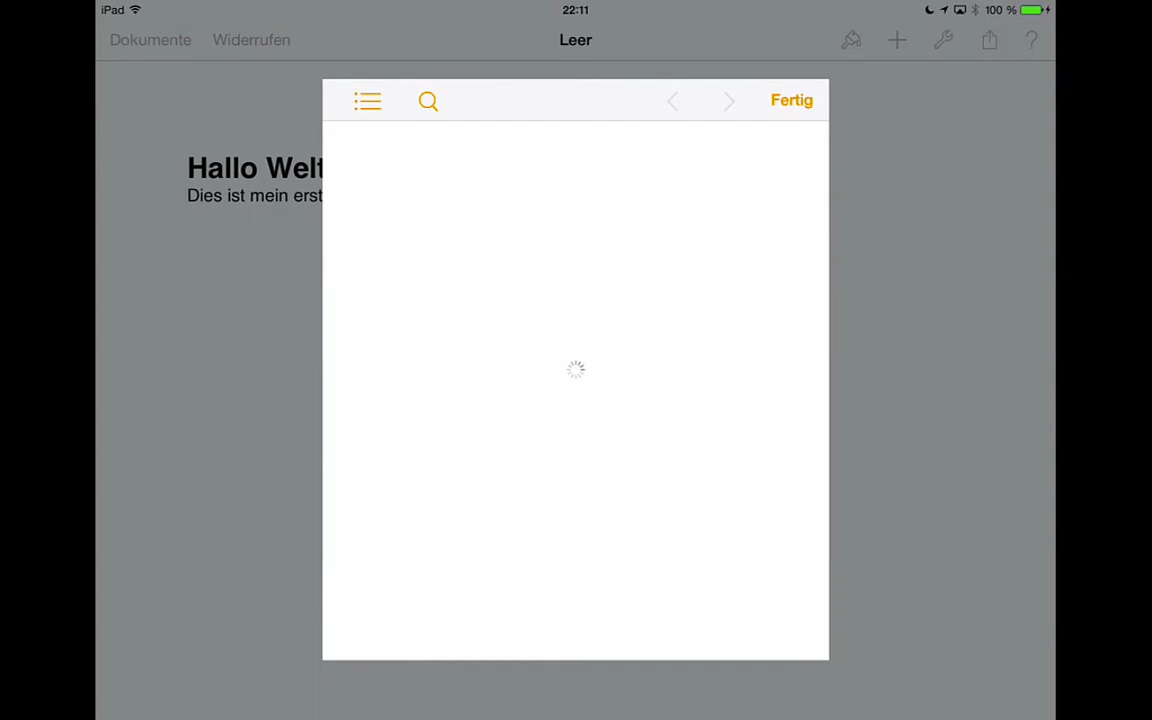 iPad 22:11 100 %
Dokumente Widerrufen Leer ?
Fertig
Hallo Welt
Dies ist mein erst